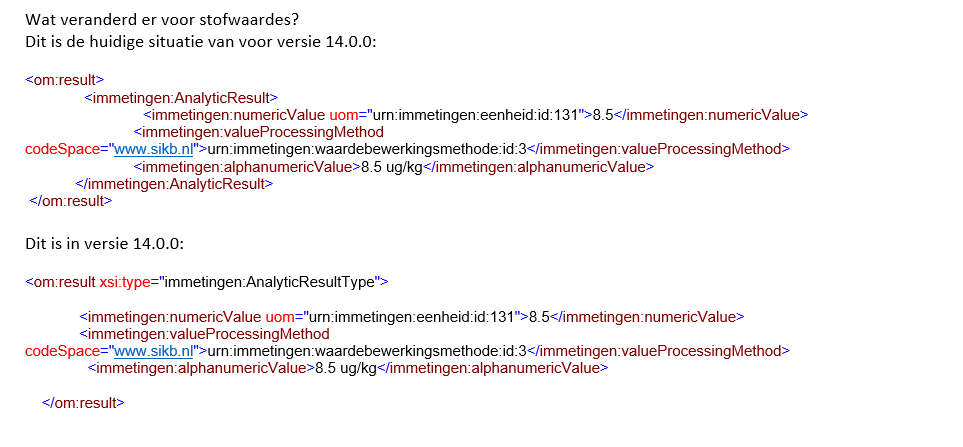 Wat veranderd er voor stofwaardes?
Dit is de huidige situatie van voor versie 14.0.0:
<om:result>
<immetingen:AnalyticResult>
<immetingen:numericValue uom="urn:immetingen:eenheid:id:131">8.5</immetingen:numericValue>
<immetingen:valueProcessingMethod
codeSpace="www.sikb.nl">urn:immetingen:waardebewerkingsmethode:id:3</immetingen:valueProcessingMethod>
<immetingen:alphanumericValue>8.5 ug/kg</immetingen:alphanumericValue>
</immetingen:AnalyticResult>
</om:result>
Dit is in versie 14.0.0:
<om:result xsi:type="immetingen:AnalyticResultType">
<immetingen:numericValue uom="urn:immetingen:eenheid:id:131">8.5</immetingen:numericValue>
<immetingen:valueProcessingMethod
codeSpace="www.sikb.nl">urn:immetingen:waardebewerkingsmethode:id:3</immetingen:valueProcessingMethod>
<immetingen:alphanumericValue>8.5 ug/kg</immetingen:alphanumericValue>
</om:result>